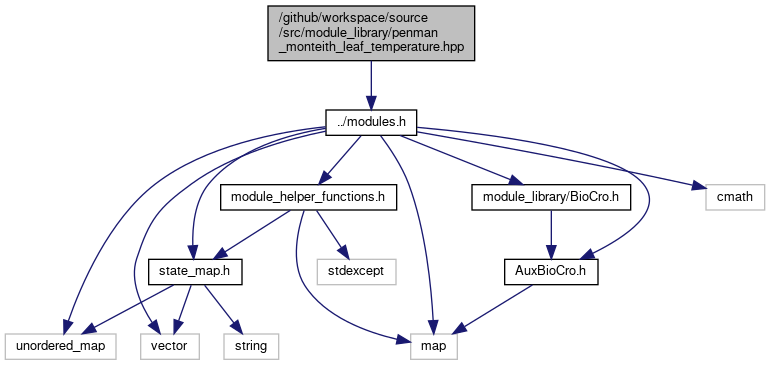 /github/workspace/source
/src/module_library/penman
_monteith_leaf_temperature.hpp
../modules.h
module_helper_functions.h
module_library/BioCro.h
cmath
state_map.h
stdexcept
AuxBioCro.h
unordered_map
vector
string
map